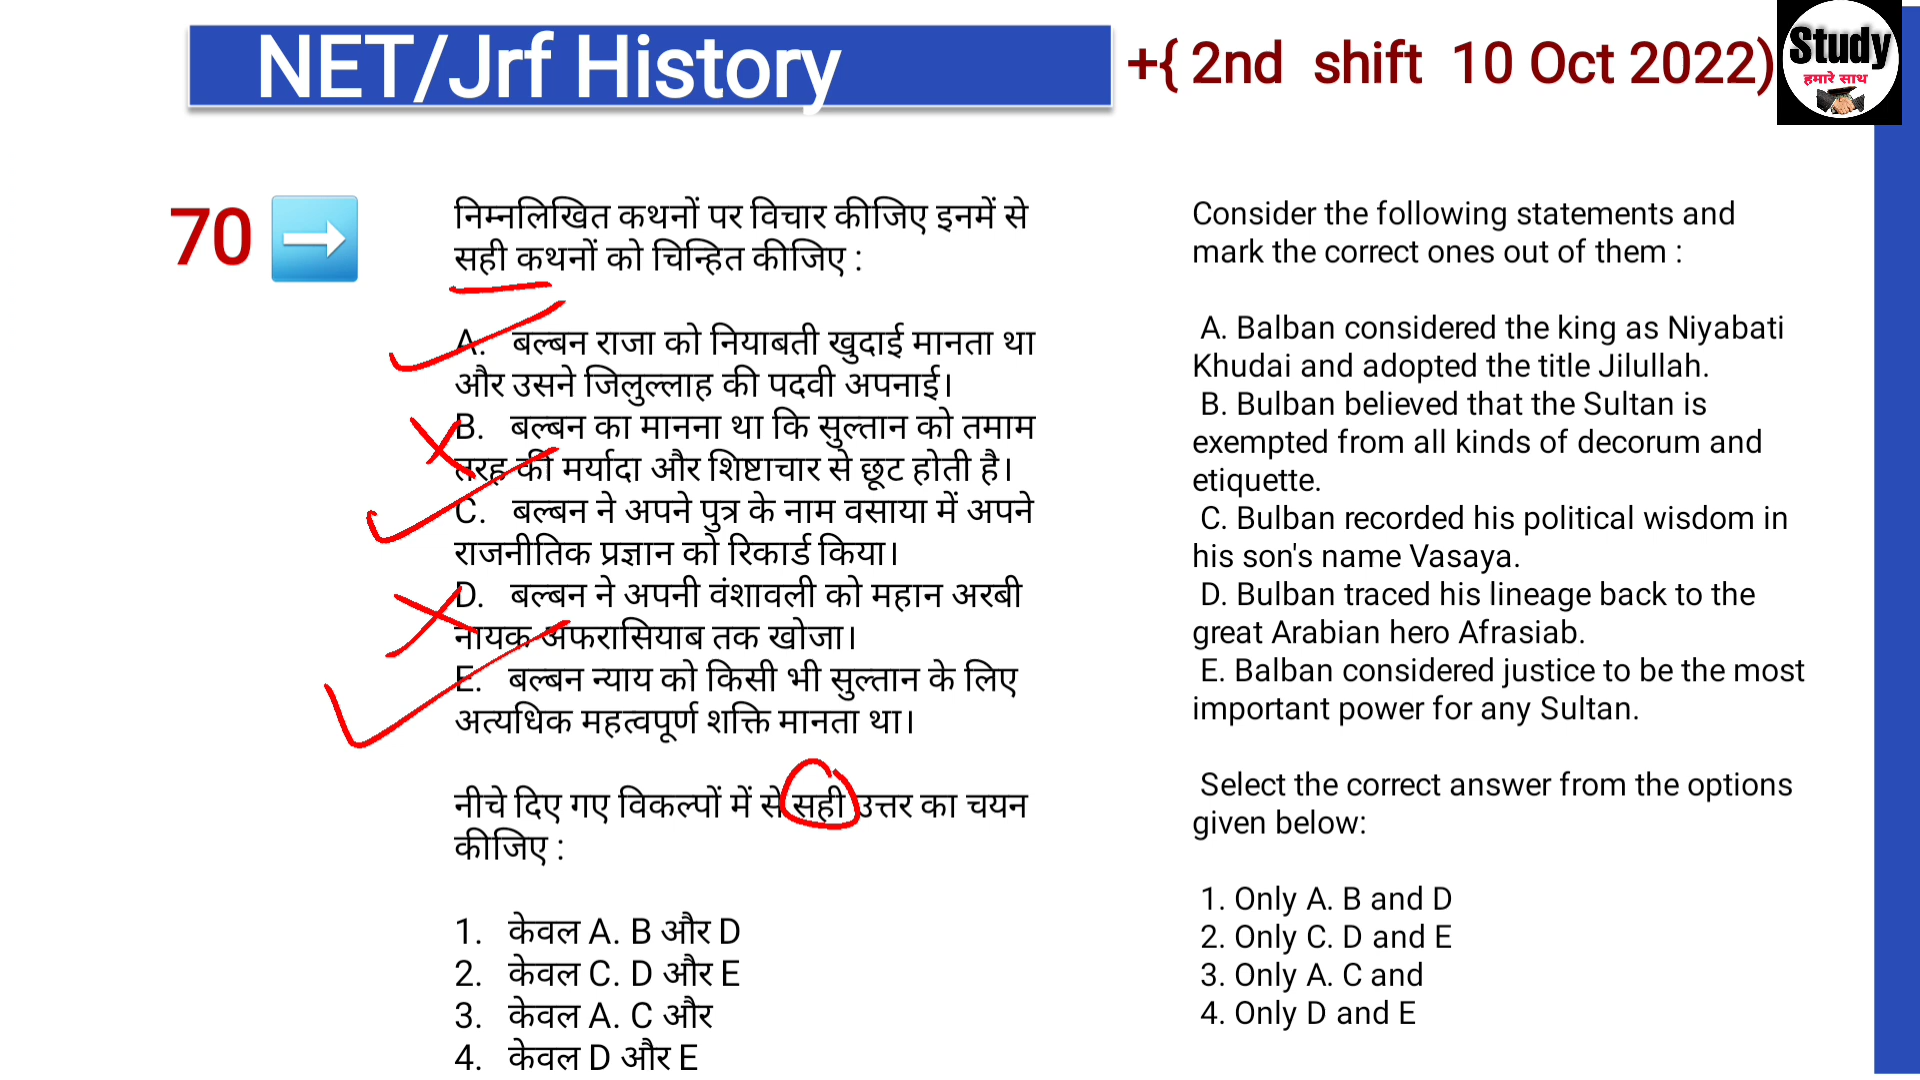 NET/Jrf History
+{ 2nd shift 10 Oct 2022)
Study
हमारे साथ
70
निम्नलिखित कथनों पर विचार कीजिए इनमें से
सही कथनों को चिन्हित कीजिए :
A. बल्बन राजा को नियाबती खुदाई मानता था
और उसने जिलुल्लाह की पदवी अपनाई।
B. बल्बन का मानना था कि सुल्तान को तमाम
तरह की मर्यादा और शिष्टाचार से छूट होती है।
C. बल्बन ने अपने पुत्र के नाम वसाया में अपने
राजनीतिक प्रज्ञान को रिकार्ड किया।
D. बल्बन ने अपनी वंशावली को महान अरबी
नायक अफरासियाब तक खोजा।
E. बल्बन न्याय को किसी भी सुल्तान के लिए
अत्यधिक महत्वपूर्ण शक्ति मानता था।
नीचे दिए गए विकल्पों में से सही उत्तर का चयन
कीजिए :
1. केवल A. B और D
2. केवल C. D और E
3. केवल A. C और
4. केवल D और E
Consider the following statements and
mark the correct ones out of them :
A. Balban considered the king as Niyabati
Khudai and adopted the title Jilullah.
B. Bulban believed that the Sultan is
exempted from all kinds of decorum and
etiquette.
C. Bulban recorded his political wisdom in
his son's name Vasaya.
D. Bulban traced his lineage back to the
great Arabian hero Afrasiab.
E. Balban considered justice to be the most
important power for any Sultan.
Select the correct answer from the options
given below:
1. Only A. B and D
2. Only C. D and E
3. Only A. C and
4. Only D and E